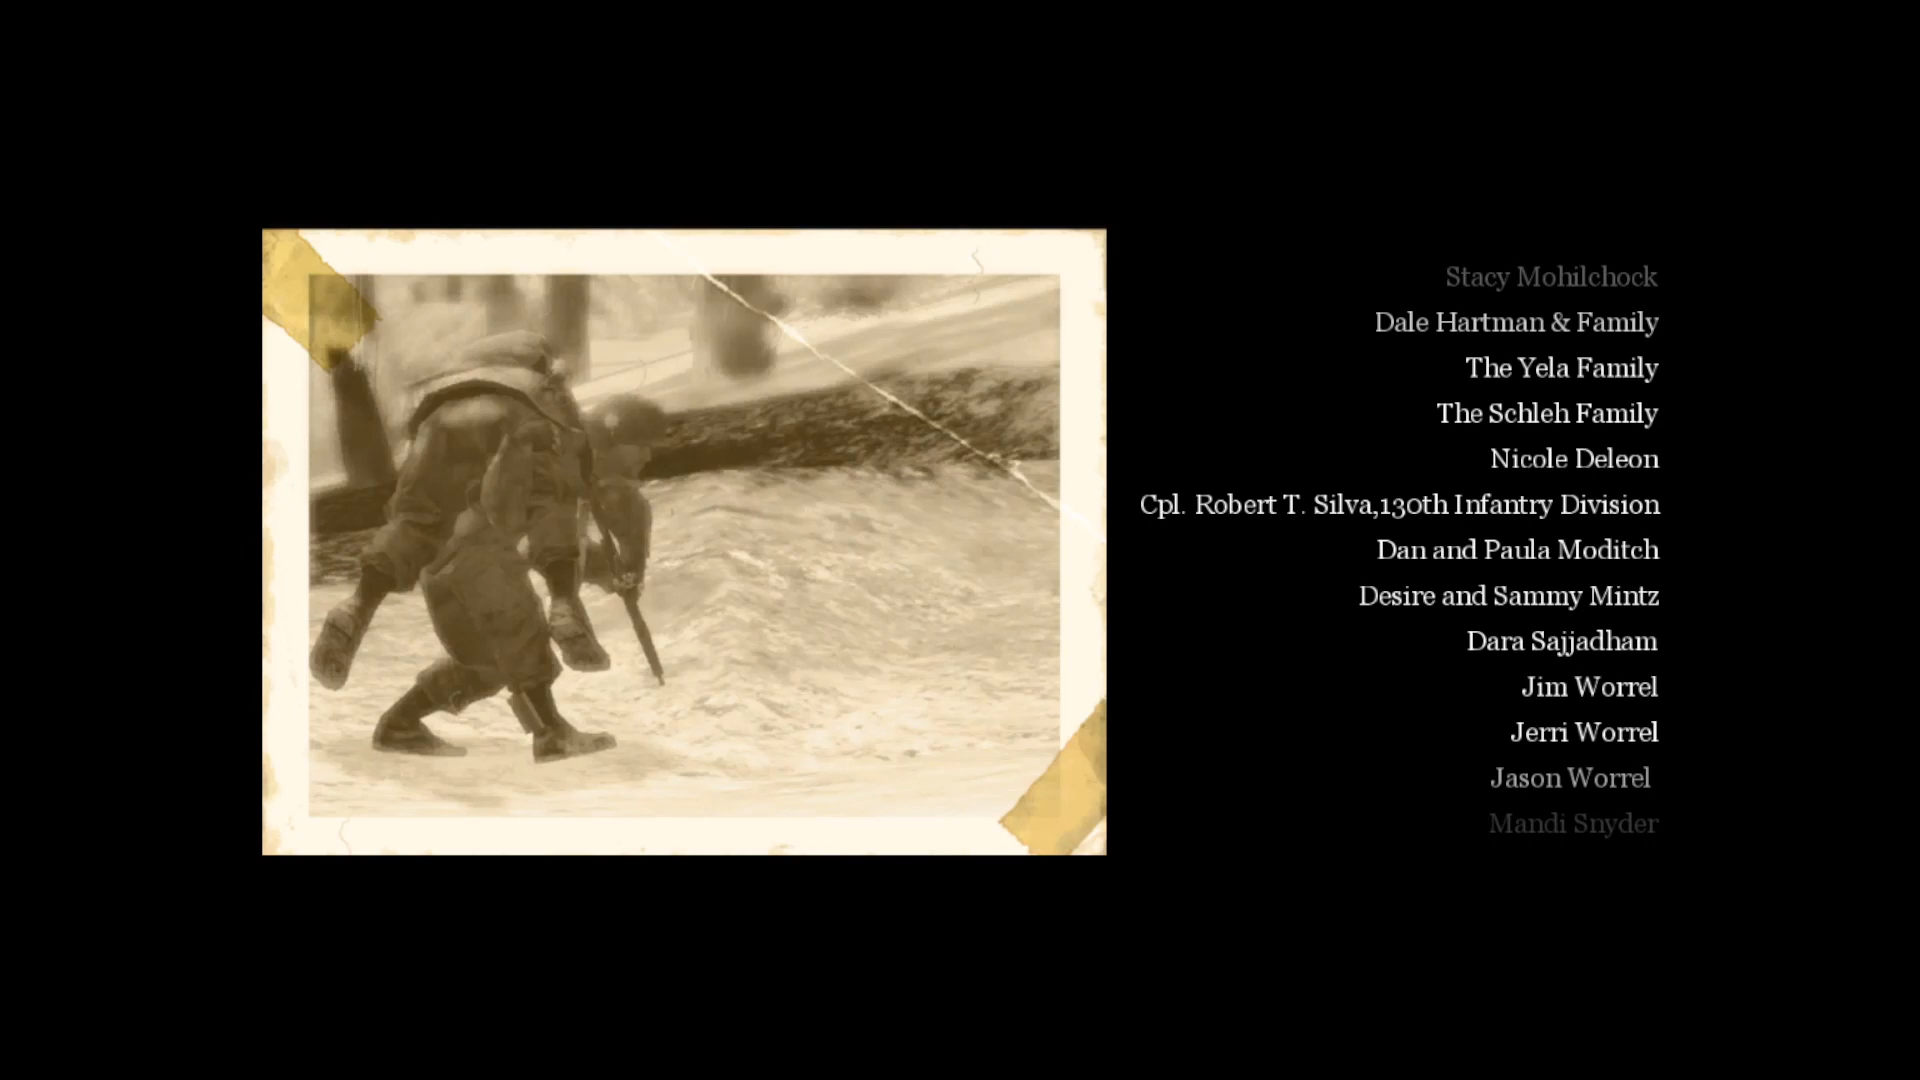 Stacy Mohilchock
Dale Hartman & Family
The Yela Family
The Schleh Family
Nicole Deleon
Cpl. Robert T. Silva,130th Infantry Division
Dan and Paula Moditch
Desire and Sammy Mintz
Dara Sajjadham
Jim Worrel
Jerri Worrel
Jason Worrel
Mandi Snyder